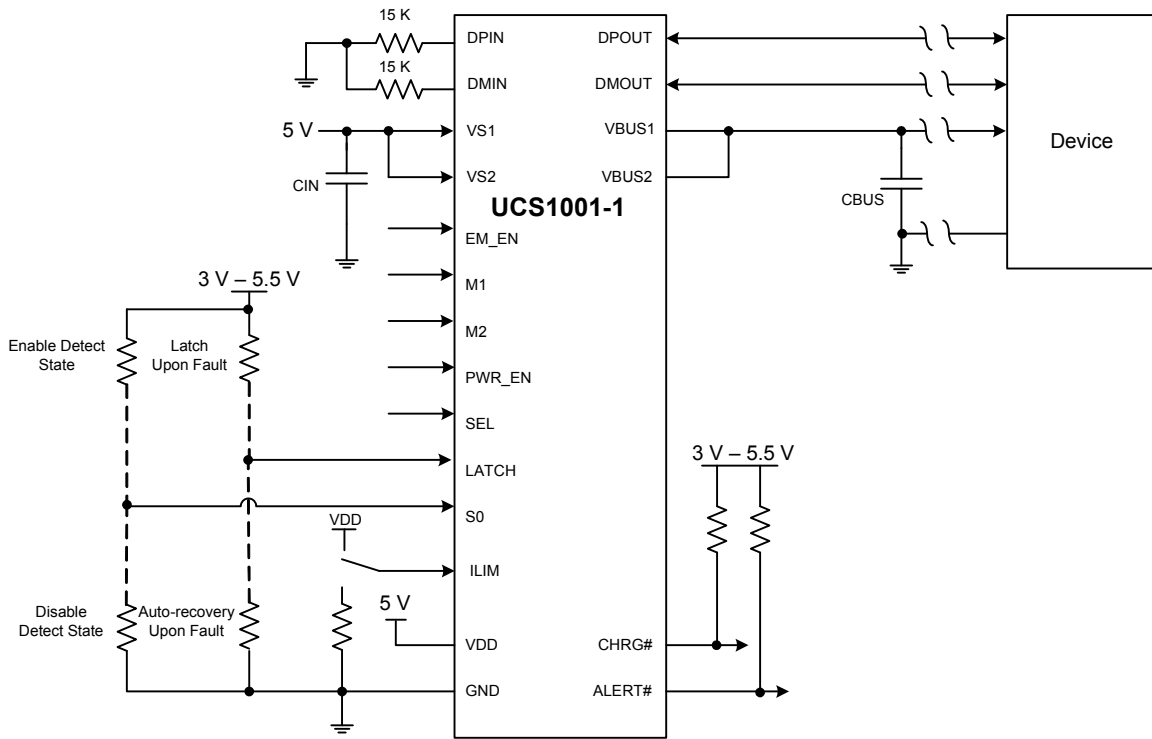 15 K
15 K
DPIN
DMIN
5 V
VS1
VS2
CIN
UCS1001-1
EM_EN
M1
M2
PWR_EN
SEL
LATCH
S0
ILIM
VDD
GND
3 V – 5.5 V
Enable Detect
State
Latch
Upon Fault
VDD
Disable
Detect State
Auto-recovery
Upon Fault
5 V
DPOUT
DMOUT
VBUS1
VBUS2
CBUS
Device
3 V – 5.5 V
CHRG#
ALERT#